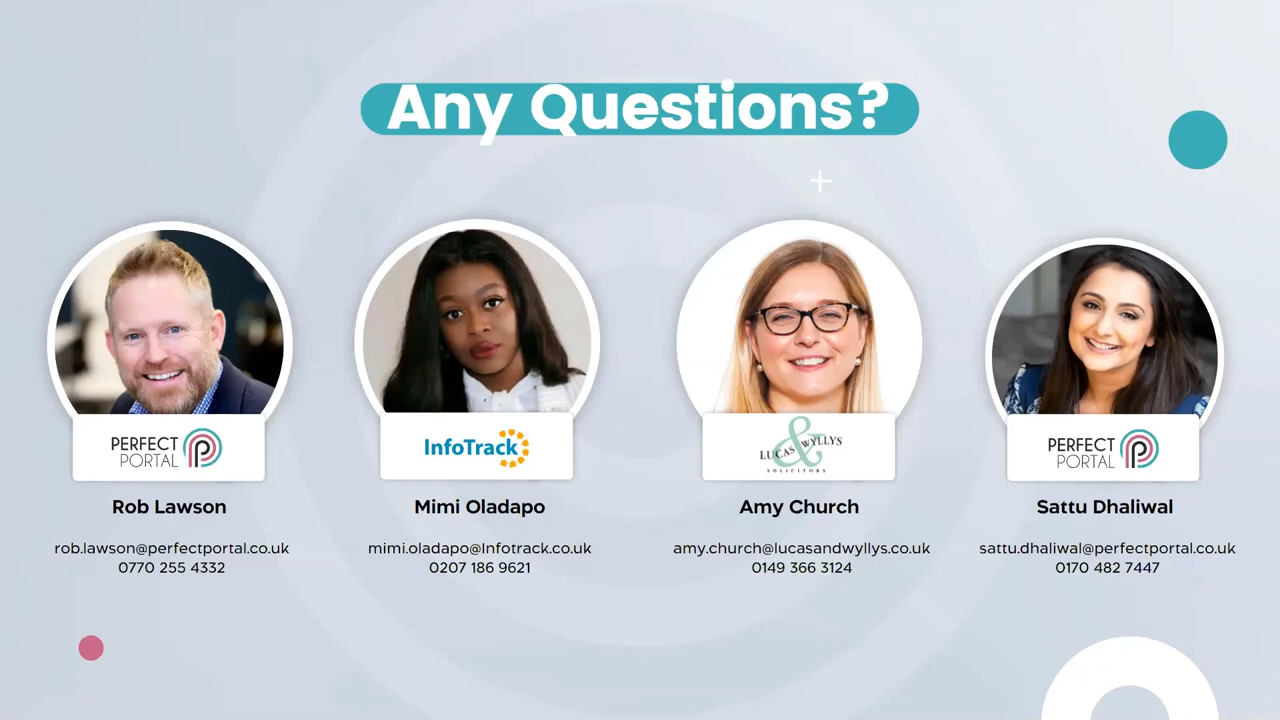 Any Questions?
PERFECT
PORTAL
InfoTrack
LUCAS & WYLLYS
SOLICITORS
PERFECT
PORTAL
Rob Lawson
Mimi Oladapo
Amy Church
Sattu Dhaliwal
rob.lawson@perfectportal.co.uk
mimi.oladapo@Infotrack.co.uk
amy.church@lucasandwyllys.co.uk
sattu.dhaliwal@perfectportal.co.uk
0770 255 4332
0207 186 9621
0149 366 3124
0170 482 7447